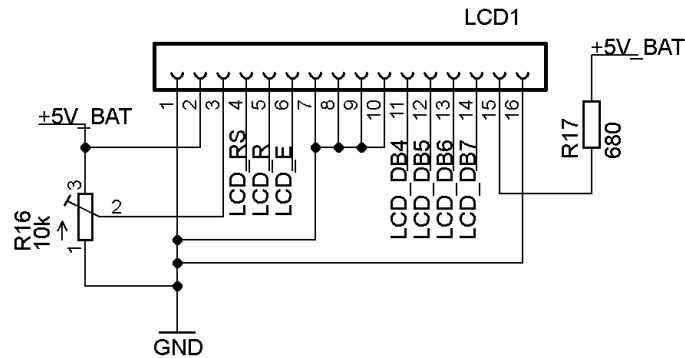 LCD1
+5V_BAT
1
2
3
4
5
6
7
8
9
10
11
12
13
14
15
16
+5V_BAT
LCD_RS
LCD_R
LCD_E
LCD_DB4
LCD_DB5
LCD_DB6
LCD_DB7
R17
680
3
2
1
R16
10k
GND